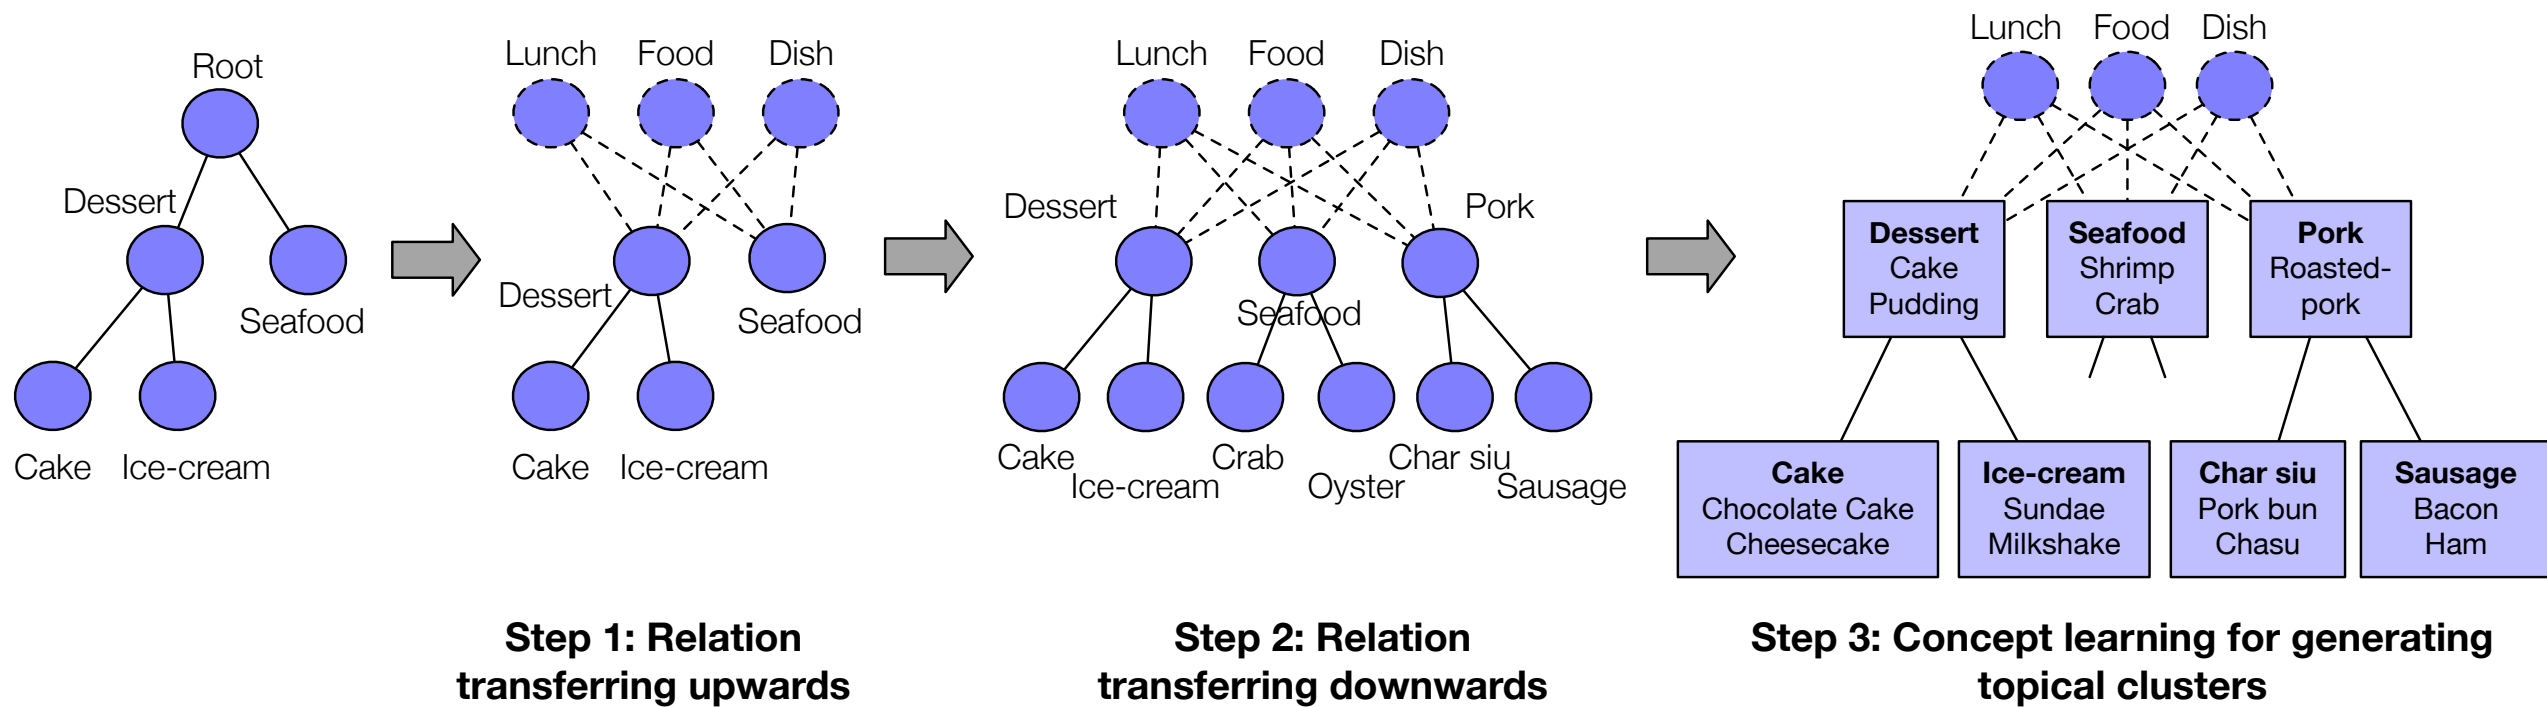 Root
Dessert
Seafood
Cake
Ice-cream
Lunch
Food
Dish
Dessert
Seafood
Cake
Ice-cream
Step 1: Relation
transferring upwards
Lunch
Food
Dish
Dessert
Pork
Seafood
Cake
Ice-cream
Crab
Oyster
Char siu
Sausage
Step 2: Relation
transferring downwards
Lunch
Food
Dish
Dessert
Cake
Pudding
Seafood
Shrimp
Crab
Pork
Roasted-
pork
Cake
Chocolate Cake
Cheesecake
Ice-cream
Sundae
Milkshake
Char siu
Pork bun
Chasu
Sausage
Bacon
Ham
Step 3: Concept learning for generating
topical clusters